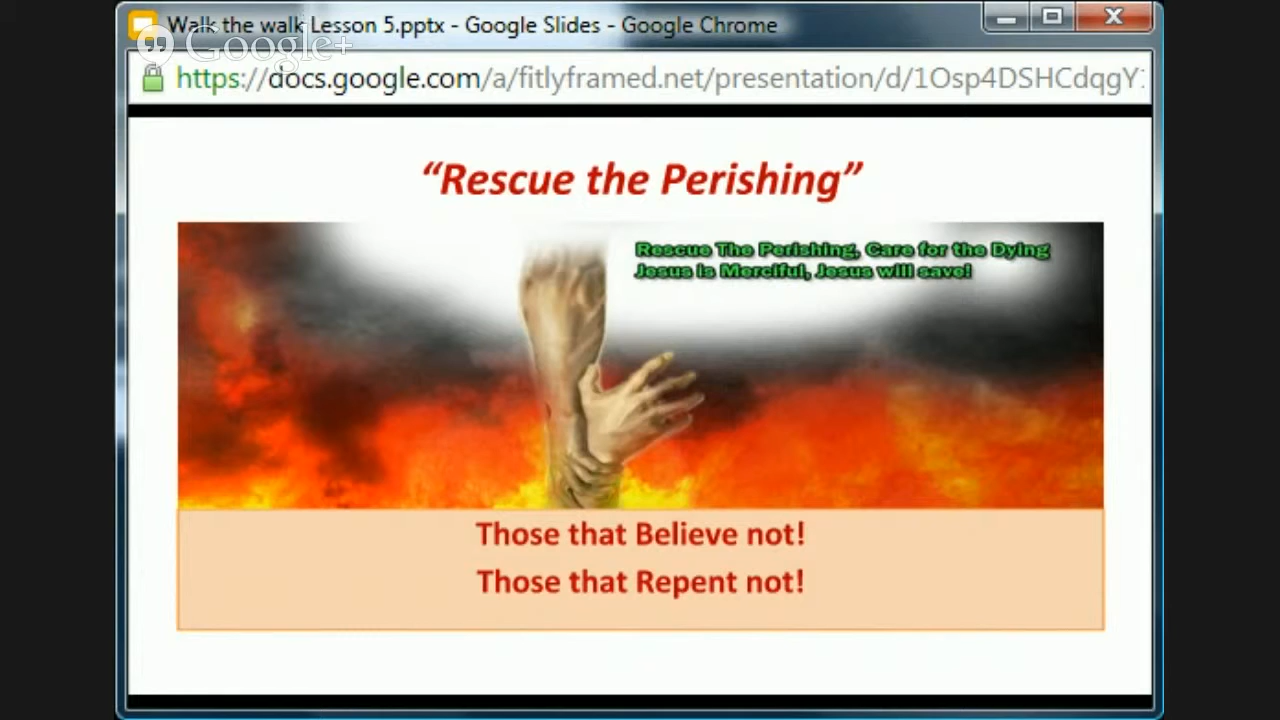 Walk the walk Lesson 5.pptx - Google Slides - Google Chrome
Google+
https://docs.google.com/a/fitlyframed.net/presentation/d/1Osp4DSHCdqgY
“Rescue the Perishing”
Rescue The Perishing, Care for the Dying
Jesus is Merciful, Jesus will save!
Those that Believe not!
Those that Repent not!